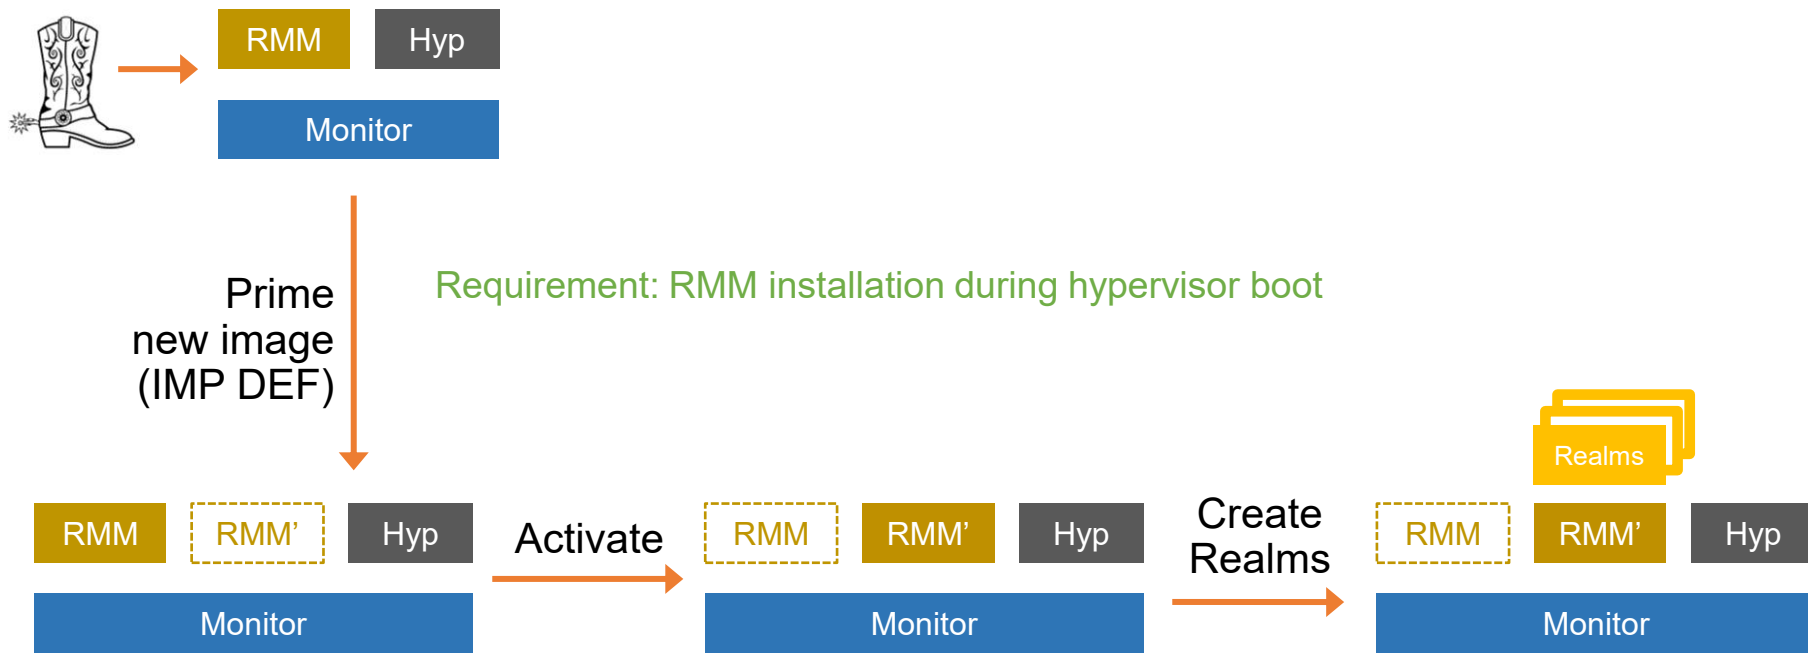 RMM
Hyp
Monitor
Requirement: RMM installation during hypervisor boot
Prime
new image
(IMP DEF)
RMM
RMM’
Hyp
Monitor
Activate
RMM
RMM’
Hyp
Monitor
Create
Realms
Realms
RMM
RMM’
Hyp
Monitor